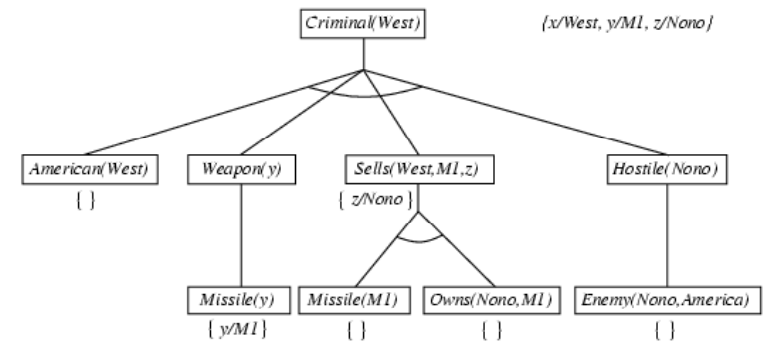 Criminal(West) {x/West, y/M1, z/Nono}
American(West) Weapon(y) Sells(West,M1,z) Hostile(Nono)
{ } { z/Nono }
Missile(y) Missile(M1) Owns(Nono,M1) Enemy(Nono,America)
{ y/M1} { } { } { }